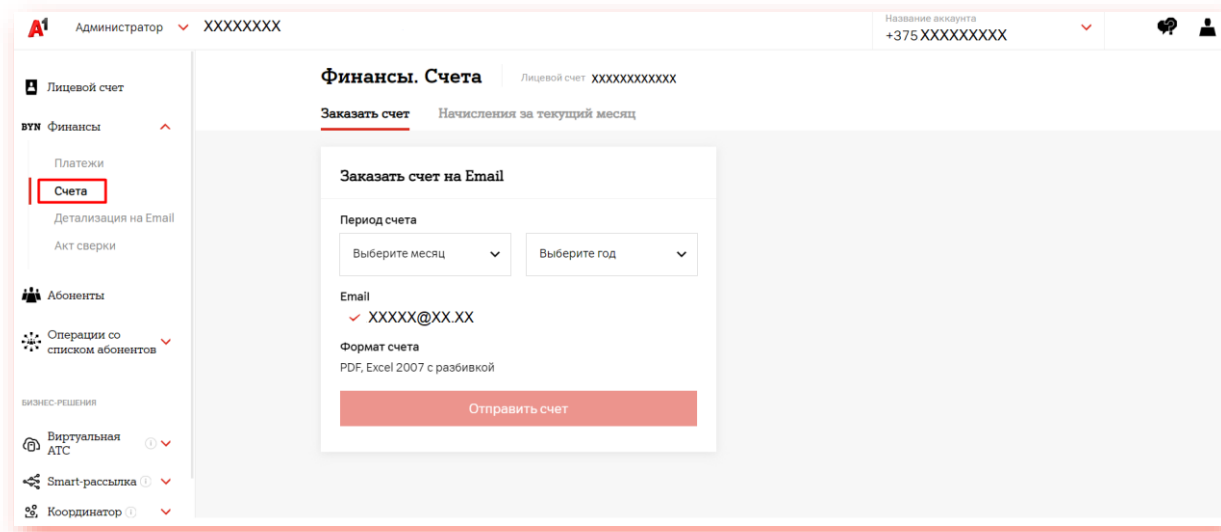 A1
Администратор XXXXXXXX
Название аккаунта
+375 XXXXXXXXX
Лицевой счет
BYN Финансы
Платежи
Счета
Детализация на Email
Акт сверки
Абоненты
Операции со
списком абонентов
БИЗНЕС-РЕШЕНИЯ
Виртуальная
АТС
Smart-рассылка
Координатор
Финансы. Счета
Лицевой счет XXXXXXXXXXXX
Заказать счет
Начисления за текущий месяц
Заказать счет на Email
Период счета
Выберите месяц
Выберите год
Email
XXXXX@XX.XX
Формат счета
PDF, Excel 2007 с разбивкой
Отправить счет